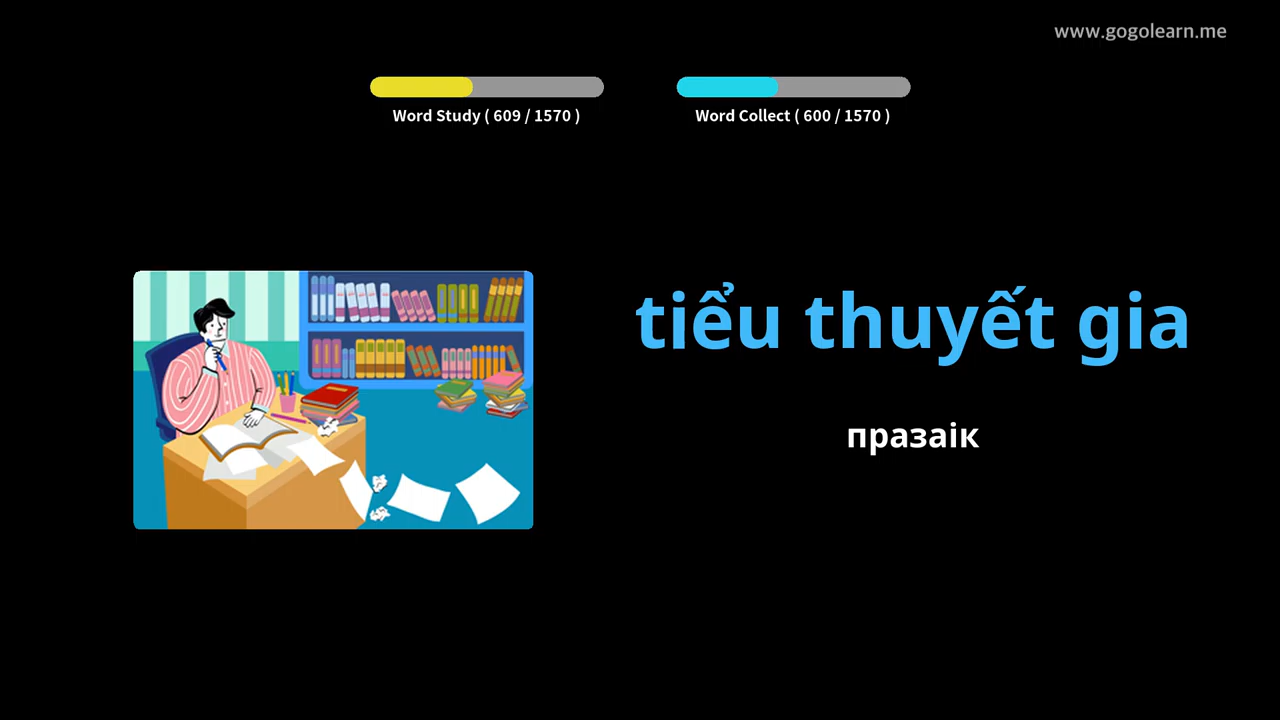 www.gogolearn.me
Word Study ( 609 / 1570 )
Word Collect ( 600 / 1570 )
tiểu thuyết gia
празаік